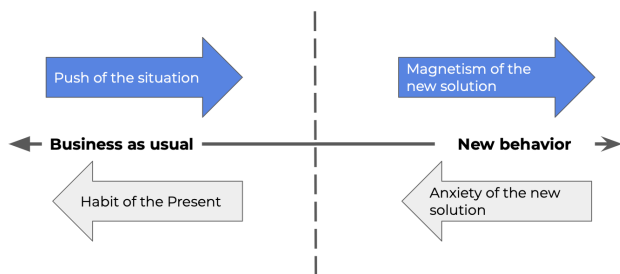 Push of the situation
Magnetism of the
new solution
Business as usual
New behavior
Habit of the Present
Anxiety of the new
solution